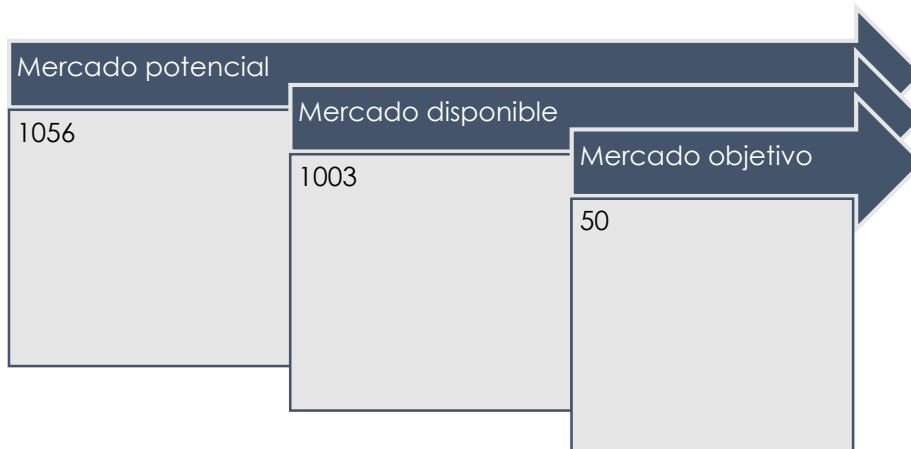 Mercado potencial
1056
Mercado disponible
1003
Mercado objetivo
50